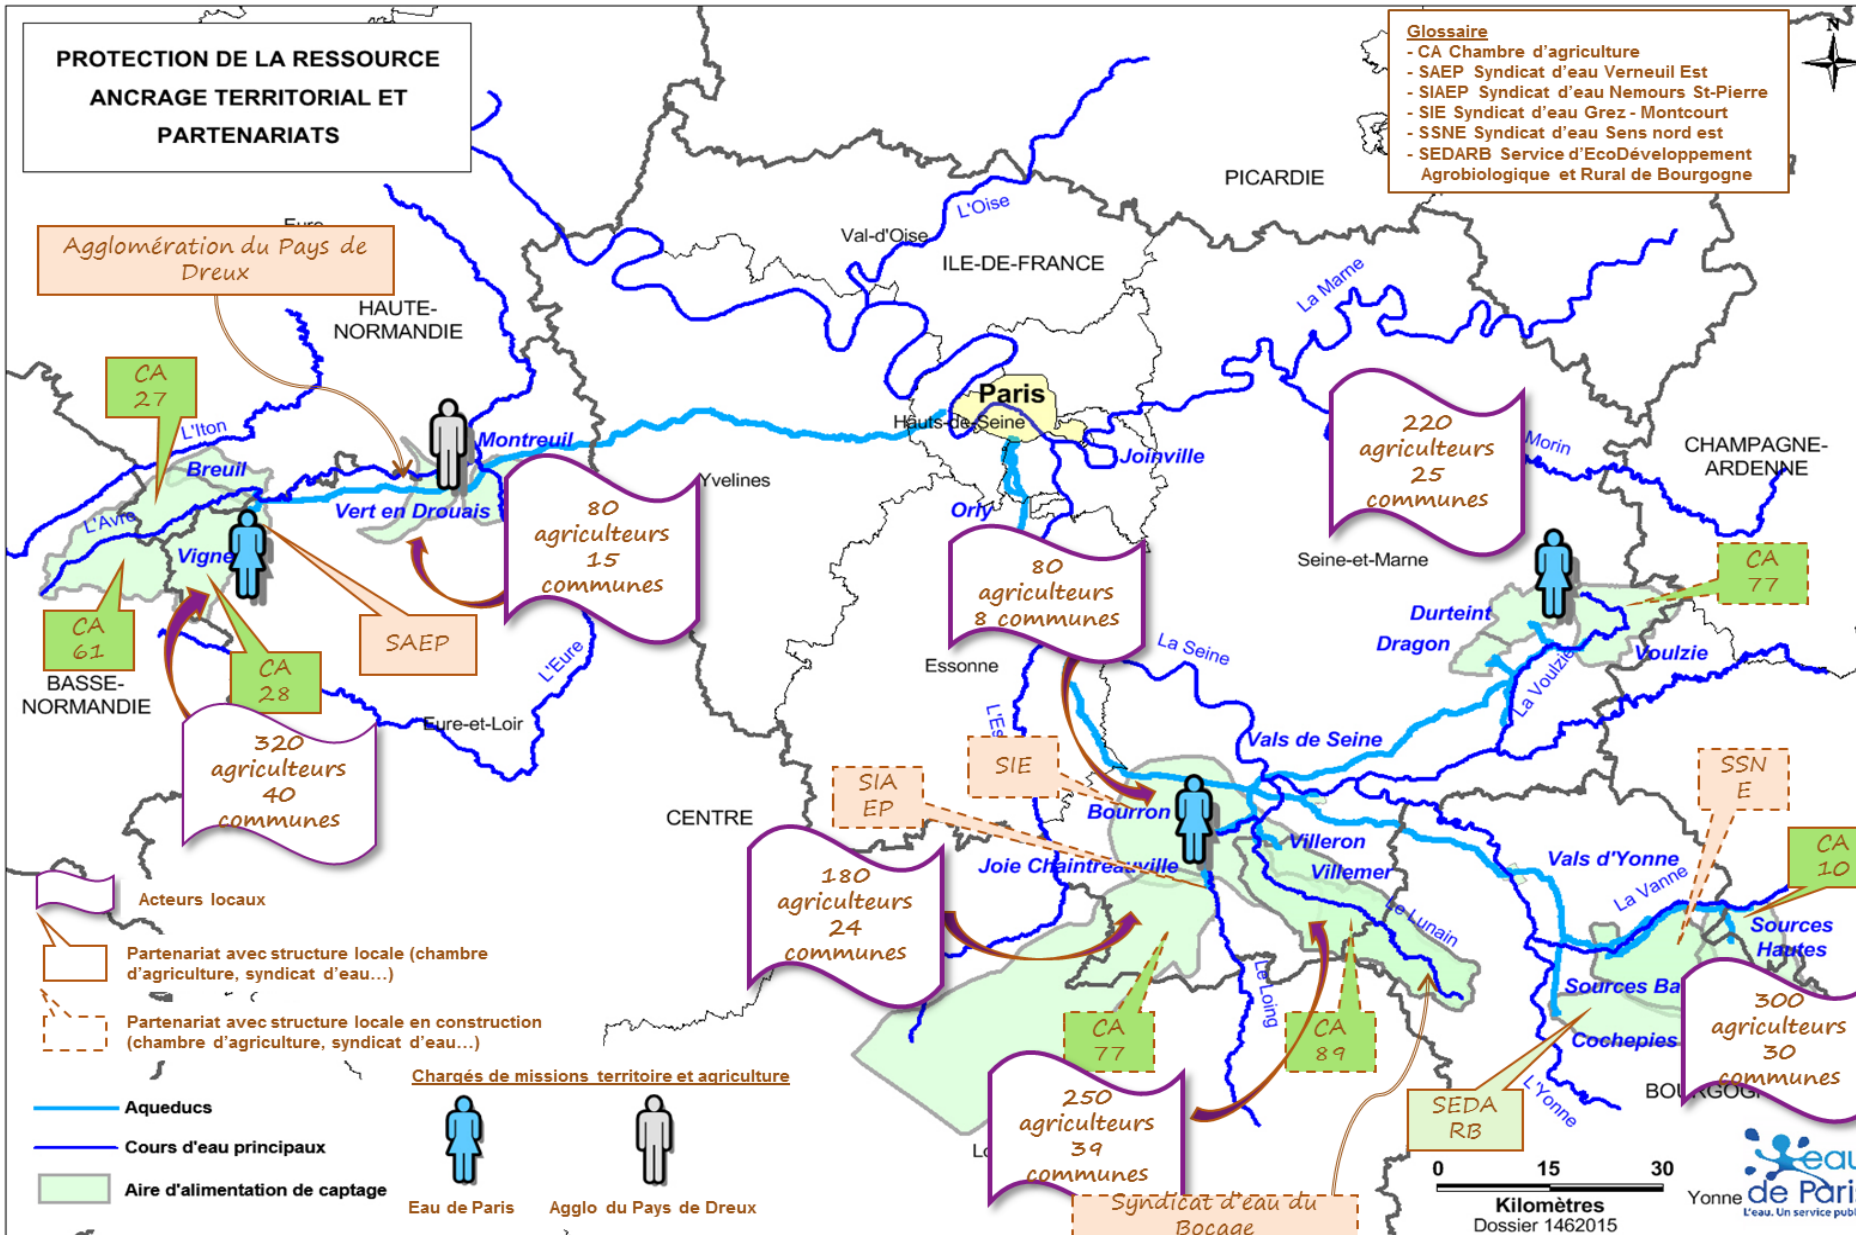 PROTECTION DE LA RESSOURCE
ANCRAGE TERRITORIAL ET
PARTENARIATS
Glossaire
- CA Chambre d'agriculture
- SAEP Syndicat d'eau Verneuil Est
- SIAEP Syndicat d'eau Nemours St-Pierre
- SIE Syndicat d'eau Grez - Montcourt
- SSNE Syndicat d'eau Sens nord est
- SEDARB Service d'EcoDéveloppement
Agrobiologique et Rural de Bourgogne
N
PICARDIE
L'Oise
Val-d'Oise
ILE-DE-FRANCE
Eure
Agglomération du Pays de
Dreux
HAUTE-
NORMANDIE
La Marne
CA
27
L'Iton
Breuil
Montreuil
Paris
Hauts-de-Seine
Joinville
220
agriculteurs
25
communes
Morin
CHAMPAGNE-
ARDENNE
Yvelines
L'Avre
Vert en Drouais
Vigne
Orly
80
agriculteurs
15
communes
80
agriculteurs
8 communes
Seine-et-Marne
CA
77
Durteint
Dragon
Voulzie
La Voulzie
CA
61
SAEP
CA
28
BASSE-
NORMANDIE
L'Eure
Essonne
La Seine
Eure-et-Loir
320
agriculteurs
40
communes
Vals de Seine
SIE
SIA
EP
SSN
E
CENTRE
Bourron
Villeron
Villemer
Joie Chaintreauville
Vals d'Yonne
La Vanne
CA
10
180
agriculteurs
24
communes
Le Lunain
Sources
Hautes
Le Loing
Sources Ba
Cochepies
300
agriculteurs
30
communes
CA
77
CA
89
250
agriculteurs
39
communes
SEDA
RB
L'Yonne
Syndicat d'eau du
Bocage
Acteurs locaux
Partenariat avec structure locale (chambre
d'agriculture, syndicat d'eau...)
Partenariat avec structure locale en construction
(chambre d'agriculture, syndicat d'eau...)
Chargés de missions territoire et agriculture
Aqueducs
Cours d'eau principaux
Aire d'alimentation de captage
Eau de Paris
Agglo du Pays de Dreux
0 15 30
Kilomètres
Dossier 1462015
Yonne
eau
de Paris
L'eau. Un service publ